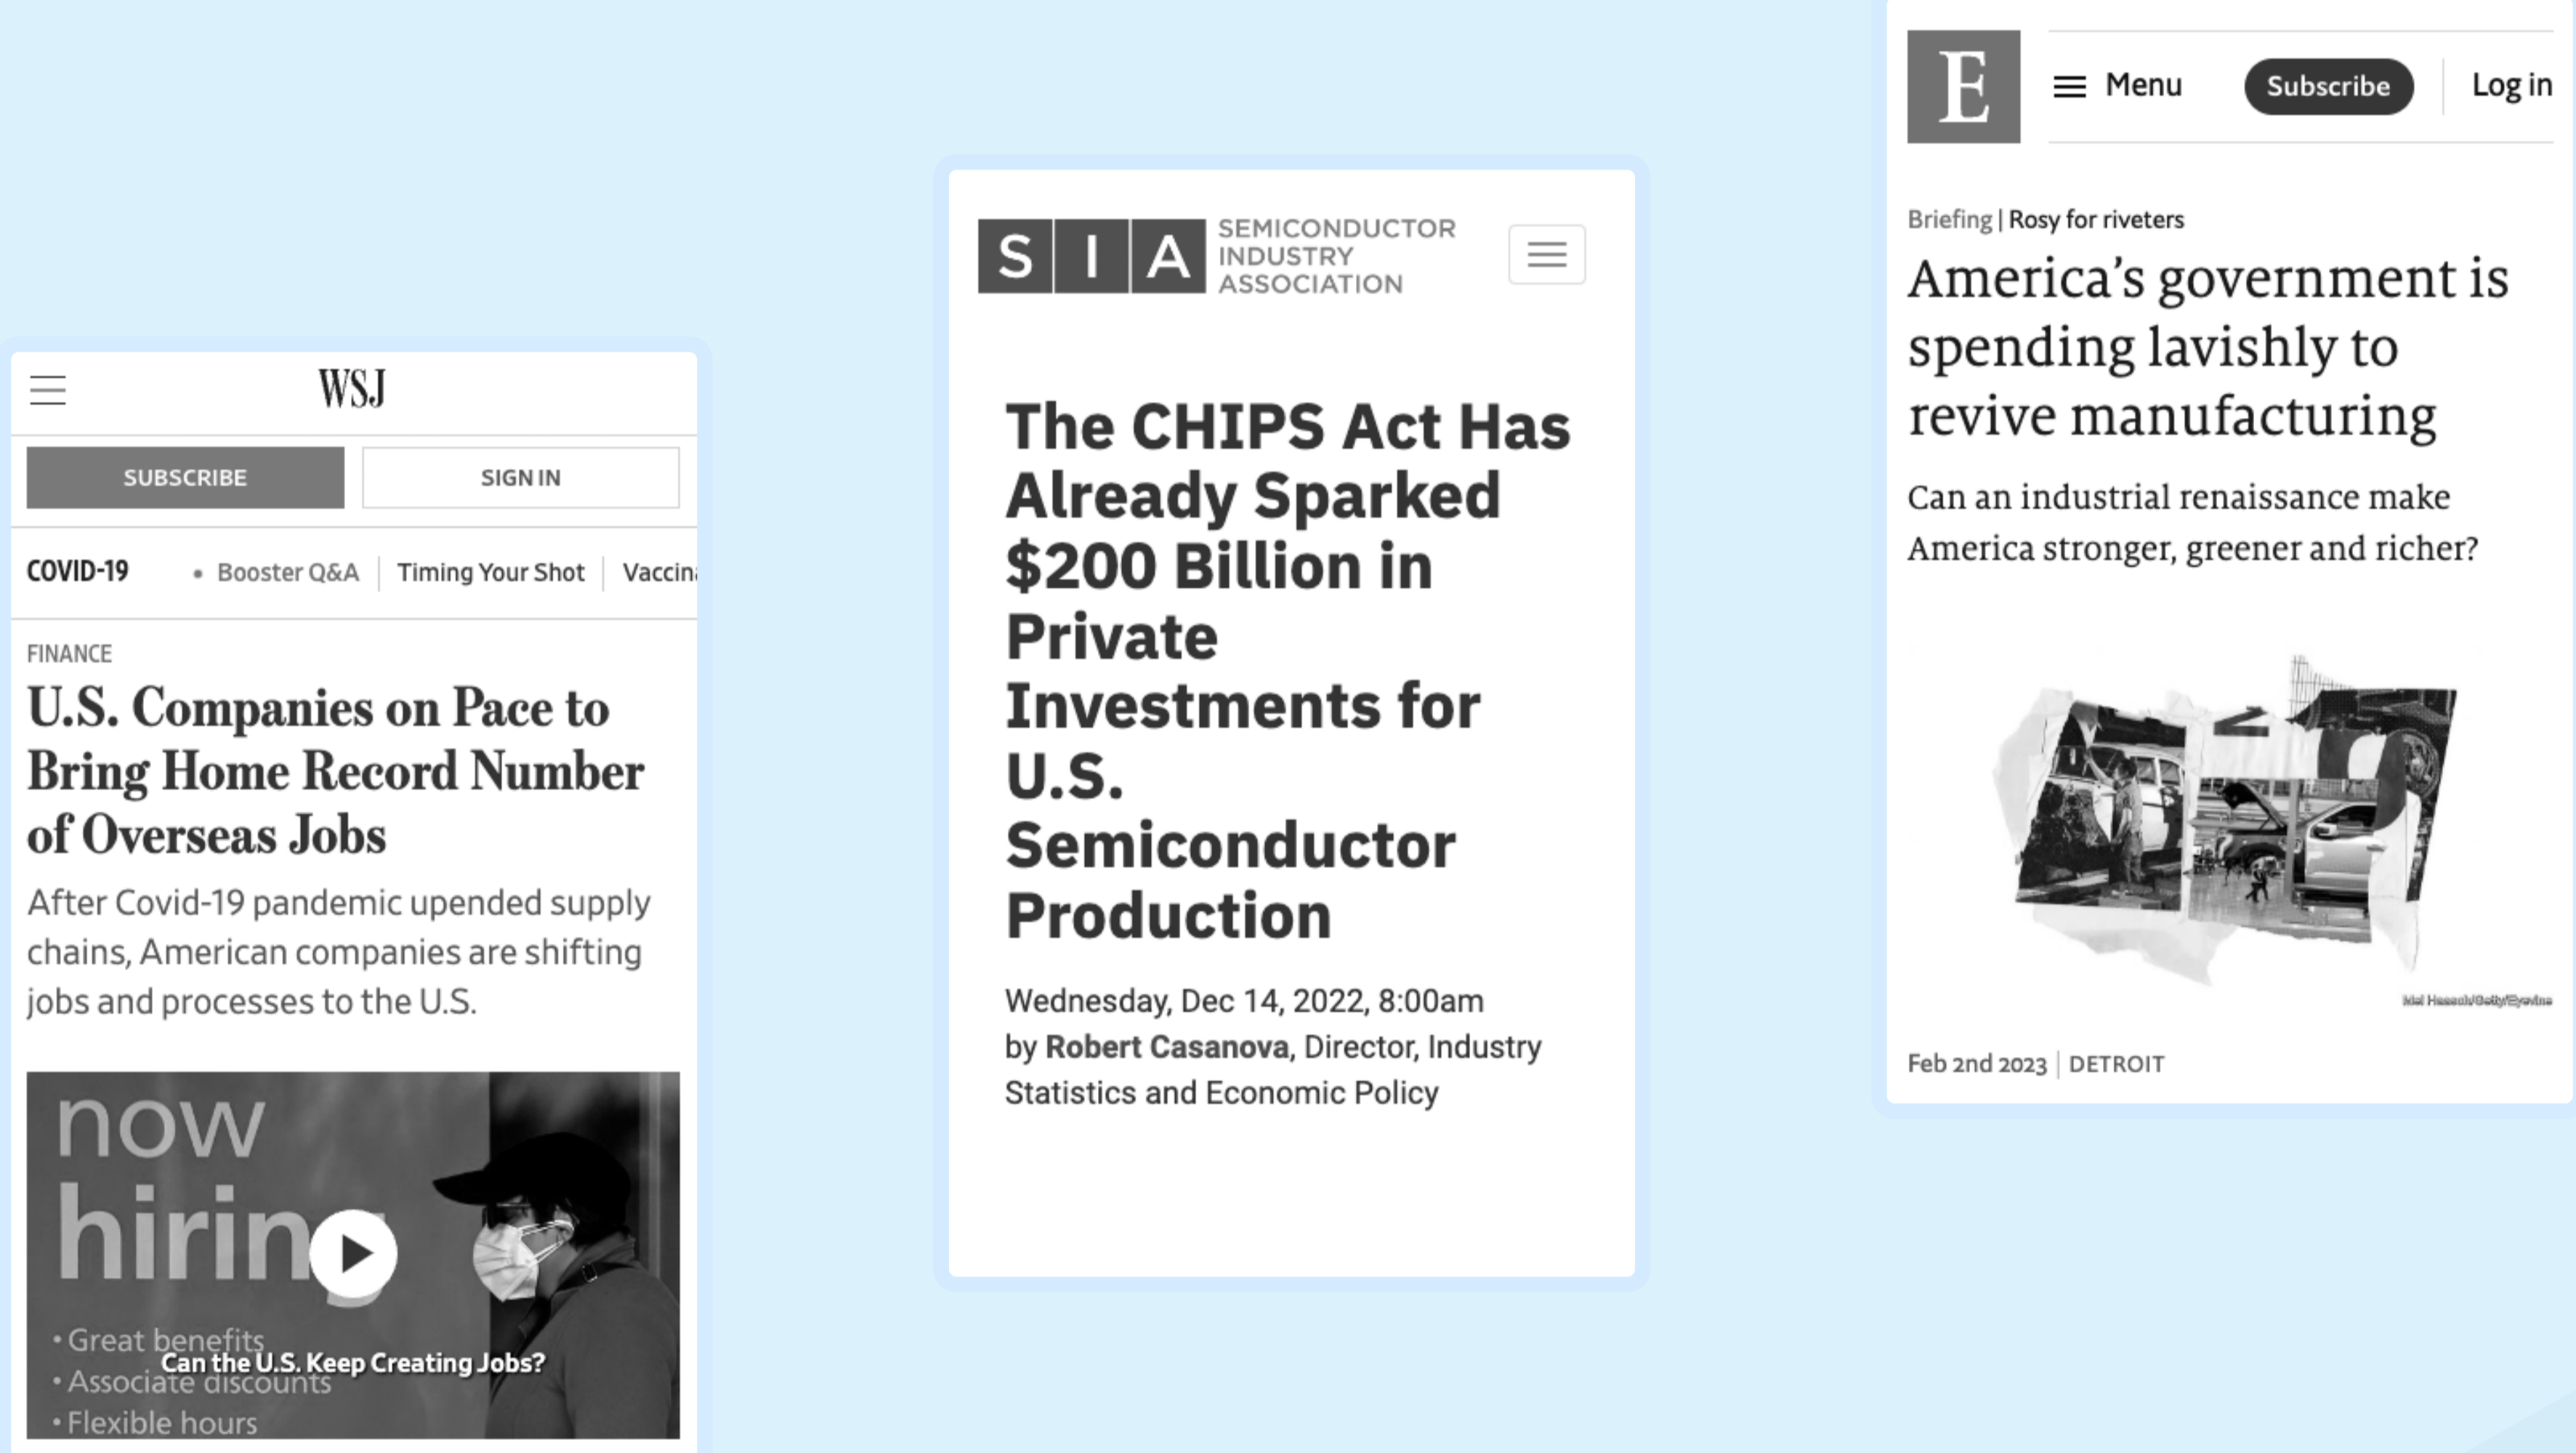 WSJ
SUBSCRIBE
SIGN IN
COVID-19
• Booster Q&A
Timing Your Shot
FINANCE
U.S. Companies on Pace to
Bring Home Record Number
of Overseas Jobs
After Covid-19 pandemic upended supply
chains, American companies are shifting
jobs and processes to the U.S.
now
hiring
• Great benefits
Can the U.S. Keep Creating Jobs?
• Associate discounts
• Flexible hours
S I A
SEMICONDUCTOR
INDUSTRY
ASSOCIATION
The CHIPS Act Has
Already Sparked
$200 Billion in
Private
Investments for
U.S.
Semiconductor
Production
Wednesday, Dec 14, 2022, 8:00am
by Robert Casanova, Director, Industry
Statistics and Economic Policy
E
Menu
Subscribe
Log in
Briefing | Rosy for riveters
America’s government is
spending lavishly to
revive manufacturing
Can an industrial renaissance make
America stronger, greener and richer?
Feb 2nd 2023 | DETROIT